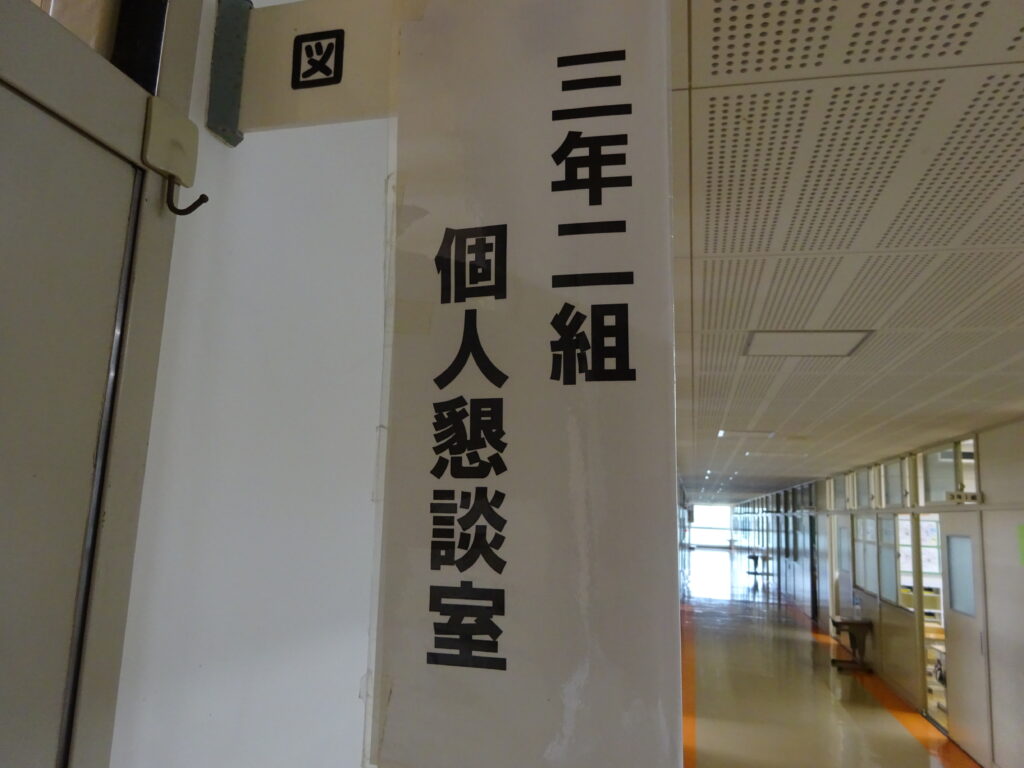 三年二組
個人懇談室
図